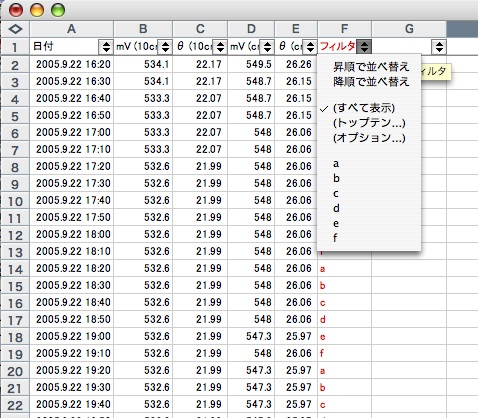 A B C D E F G
1 日付 mV (10cm θ (10c mV (cm θ (cm フィルタ
2 2005.9.22 16:20 534.1 22.17 549.5 26.26
3 2005.9.22 16:30 534.1 22.17 548.7 26.15
4 2005.9.22 16:40 533.3 22.07 548.7 26.15
5 2005.9.22 16:50 533.3 22.07 548.7 26.15
6 2005.9.22 17:00 533.3 22.07 548 26.06
7 2005.9.22 17:10 533.3 22.07 548 26.06
8 2005.9.22 17:20 532.6 21.99 548 26.06
9 2005.9.22 17:30 532.6 21.99 548 26.06
10 2005.9.22 17:40 532.6 21.99 548 26.06
11 2005.9.22 17:50 532.6 21.99 548 26.06
12 2005.9.22 18:00 532.6 21.99 548 26.06
13 2005.9.22 18:10 532.6 21.99 548 26.06
14 2005.9.22 18:20 532.6 21.99 548 26.06 a
15 2005.9.22 18:30 532.6 21.99 548 26.06 b
16 2005.9.22 18:40 532.6 21.99 548 26.06 c
17 2005.9.22 18:50 532.6 21.99 548 26.06 d
18 2005.9.22 19:00 532.6 21.99 547.3 25.97 e
19 2005.9.22 19:10 532.6 21.99 548 26.06 f
20 2005.9.22 19:20 532.6 21.99 547.3 25.97 a
21 2005.9.22 19:30 532.6 21.99 547.3 25.97 b
22 2005.9.22 19:40 532.6 21.99 547.3 25.97 c
昇順で並べ替え
降順で並べ替え
✓ (すべて表示)
(トップテン...)
(オプション...)
a
b
c
d
e
f
ィルタ